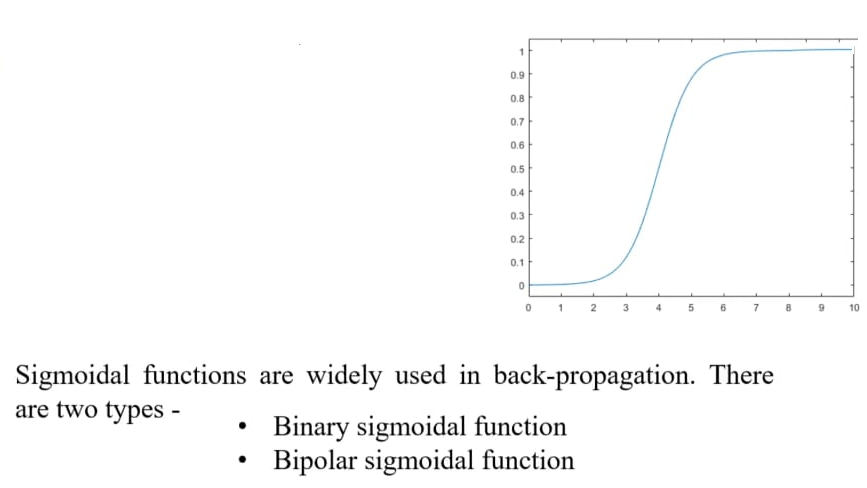 1
0.9
0.8
0.7
0.6
0.5
0.4
0.3
0.2
0.1
0
0 1 2 3 4 5 6 7 8 9 10
Sigmoidal functions are widely used in back-propagation. There
are two types -
• Binary sigmoidal function
• Bipolar sigmoidal function